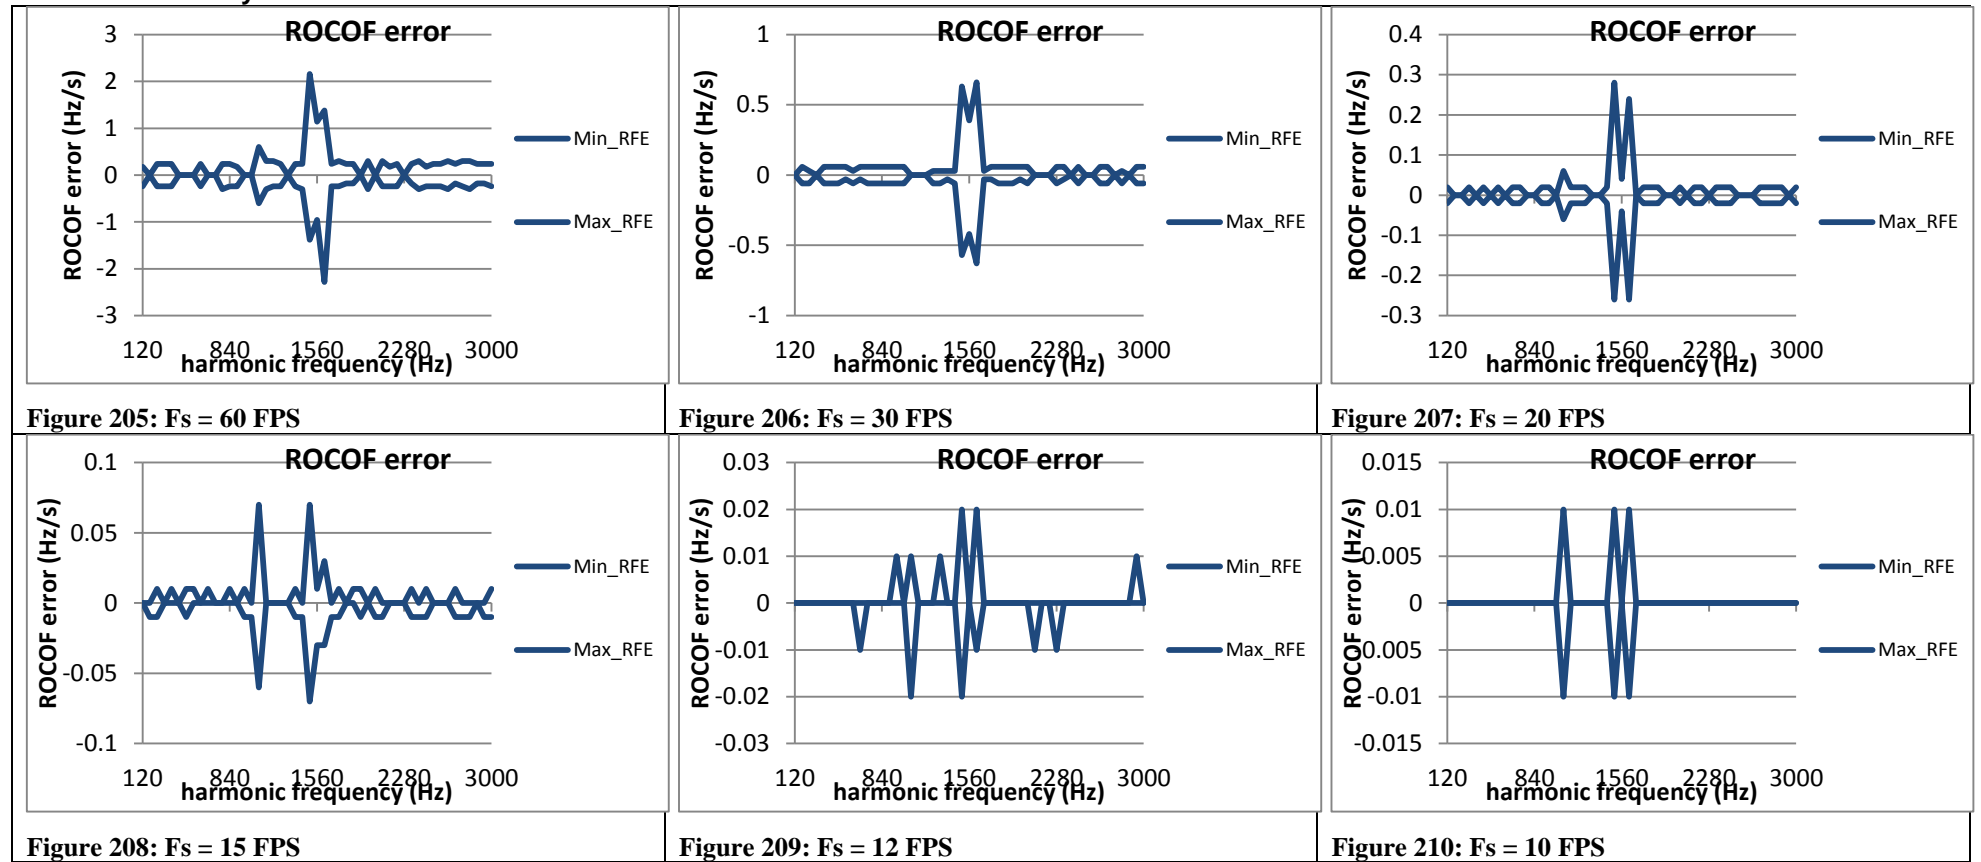 ROCOF error
3
2
1
0
-1
-2
-3
ROCOF error (Hz/s)
120 840 1560 2280 3000
harmonic frequency (Hz)
Min_RFE
Max_RFE
Figure 205: Fs = 60 FPS
ROCOF error
1
0.5
0
-0.5
-1
ROCOF error (Hz/s)
120 840 1560 2280 3000
harmonic frequency (Hz)
Min_RFE
Max_RFE
Figure 206: Fs = 30 FPS
ROCOF error
0.4
0.3
0.2
0.1
0
-0.1
-0.2
-0.3
ROCOF error (Hz/s)
120 840 1560 2280 3000
harmonic frequency (Hz)
Min_RFE
Max_RFE
Figure 207: Fs = 20 FPS
ROCOF error
0.1
0.05
0
-0.05
-0.1
ROCOF error (Hz/s)
120 840 1560 2280 3000
harmonic frequency (Hz)
Min_RFE
Max_RFE
Figure 208: Fs = 15 FPS
ROCOF error
0.03
0.02
0.01
0
-0.01
-0.02
-0.03
ROCOF error (Hz/s)
120 840 1560 2280 3000
harmonic frequency (Hz)
Min_RFE
Max_RFE
Figure 209: Fs = 12 FPS
ROCOF error
0.015
0.01
0.005
0
-0.005
-0.01
-0.015
ROCOF error (Hz/s)
120 840 1560 2280 3000
harmonic frequency (Hz)
Min_RFE
Max_RFE
Figure 210: Fs = 10 FPS